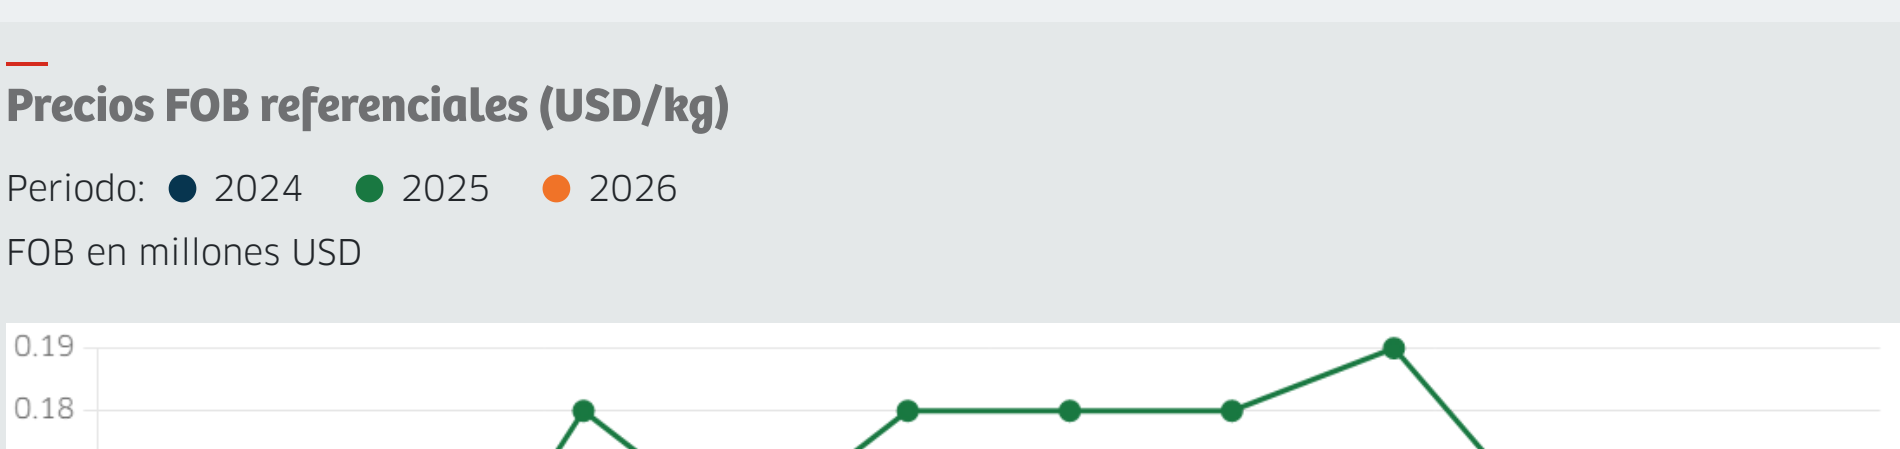 Precios FOB referenciales (USD/kg)
Periodo: 2024 2025 2026
FOB en millones USD
0.19
0.18